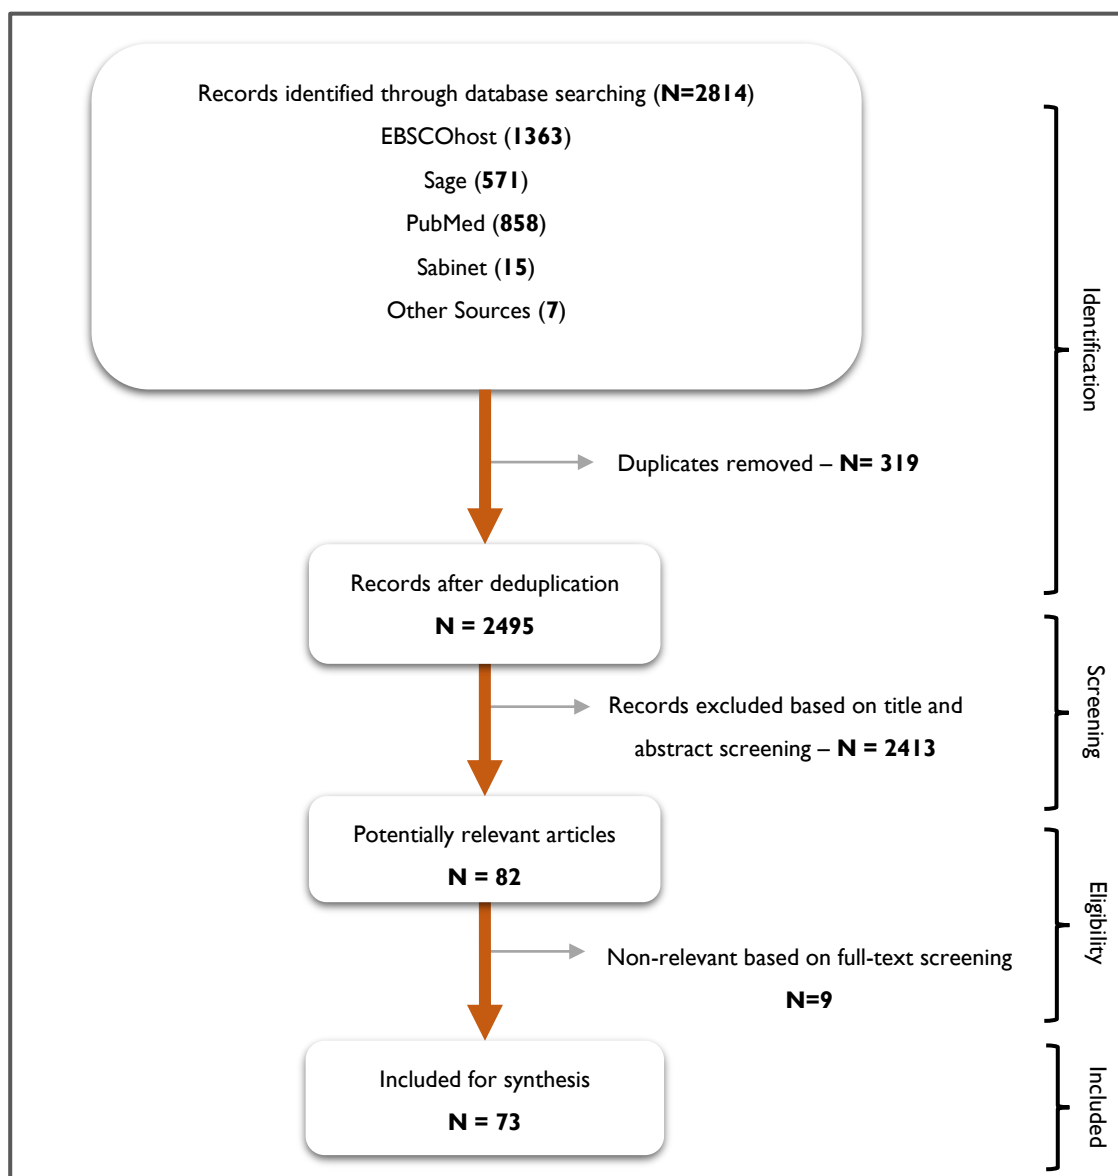 Records identified through database searching (N=2814)
EBSCOhost (1363)
Sage (571)
PubMed (858)
Sabinet (15)
Other Sources (7)
Identification
Duplicates removed – N= 319
Records after deduplication
N = 2495
Screening
Records excluded based on title and
abstract screening – N = 2413
Potentially relevant articles
N = 82
Eligibility
Non-relevant based on full-text screening
N=9
Included for synthesis
N = 73
Included